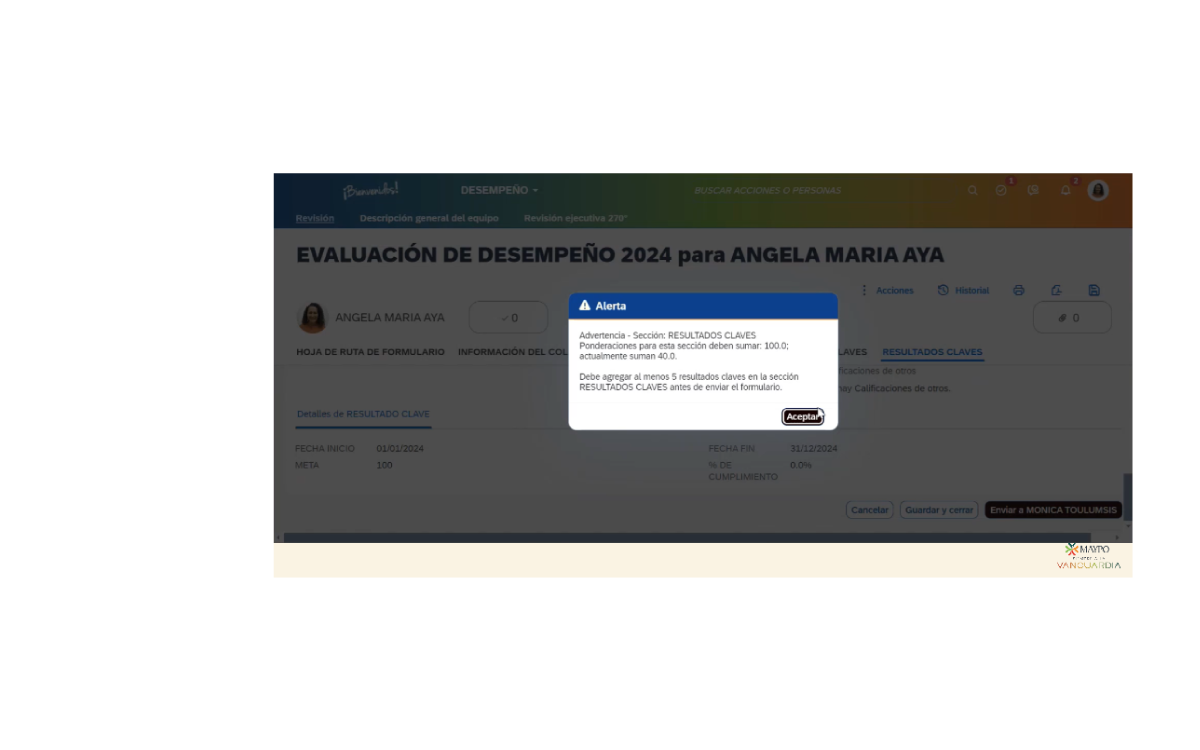 ¡Bienvenidos!
DESEMPEÑO
BUSCAR ACCIONES O PERSONAS
3
2
Revisión
Descripción general del equipo
Revisión ejecutiva 270°
EVALUACIÓN DE DESEMPEÑO 2024 para ANGELA MARIA AYA
Acciones
Historial
ANGELA MARIA AYA
0
0
HOJA DE RUTA DE FORMULARIO
INFORMACIÓN DEL COL
LAVES
RESULTADOS CLAVES
Alerta
Advertencia - Sección: RESULTADOS CLAVES
Ponderaciones para esta sección deben sumar: 100.0;
actualmente suman 40.0.
Debe agregar al menos 5 resultados claves en la sección
RESULTADOS CLAVES antes de enviar el formulario.
Aceptar
ficaciones de otros
hay Calificaciones de otros.
Detalles de RESULTADO CLAVE
FECHA INICIO 01/01/2024
FECHA FIN 31/12/2024
META 100
% DE 0.0%
CUMPLIMIENTO
Cancelar
Guardar y cerrar
Enviar a MONICA TOULUMSIS
MAYPO
VANGUARDIA